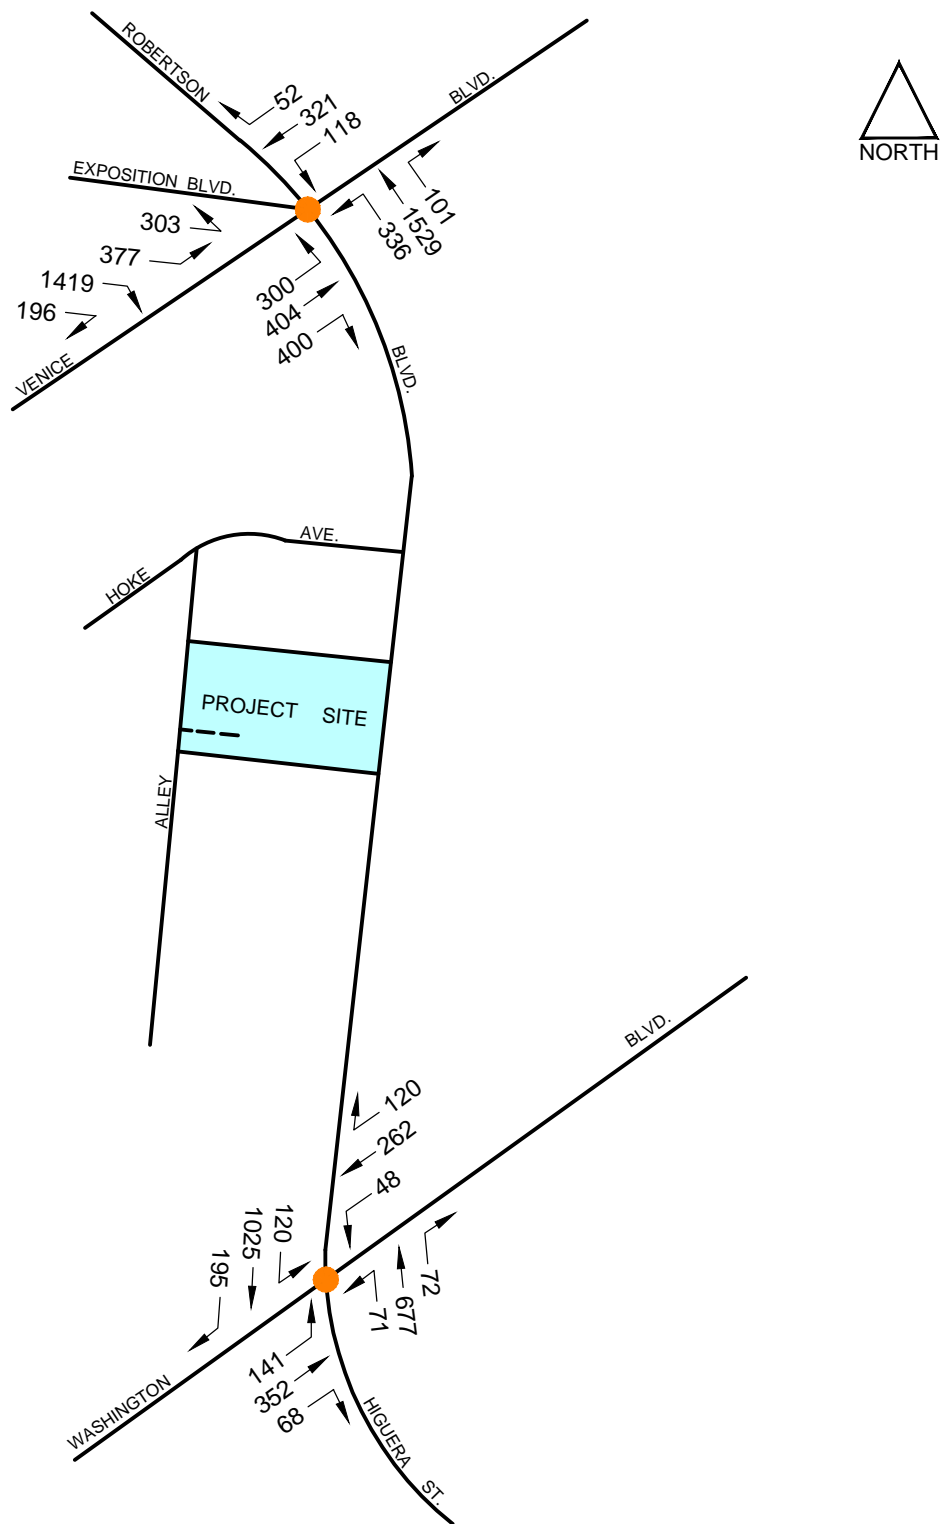 ROBERTSON
52
321
118
BLVD.
NORTH
EXPOSITION BLVD.
303
377
1419
196
VENICE
101
1529
336
300
404
400
BLVD.
AVE.
HOKE
PROJECT SITE
ALLEY
BLVD.
120
262
48
120
1025
195
72
677
71
141
352
68
WASHINGTON
HIGUERA ST.